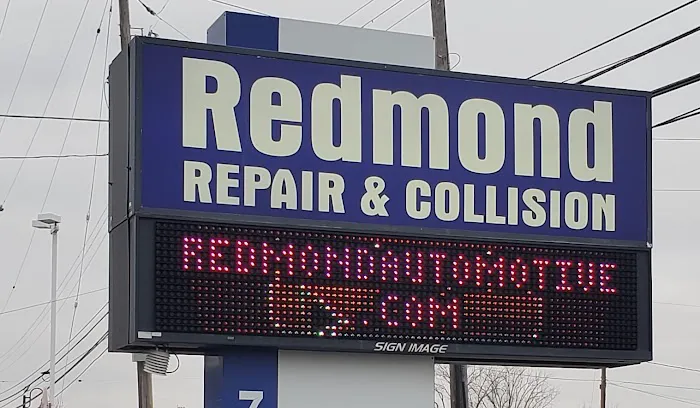 Redmond
REPAIR & COLLISION
REDMONDAUTOMOTIVE
.COM
SIGN IMAGE
7